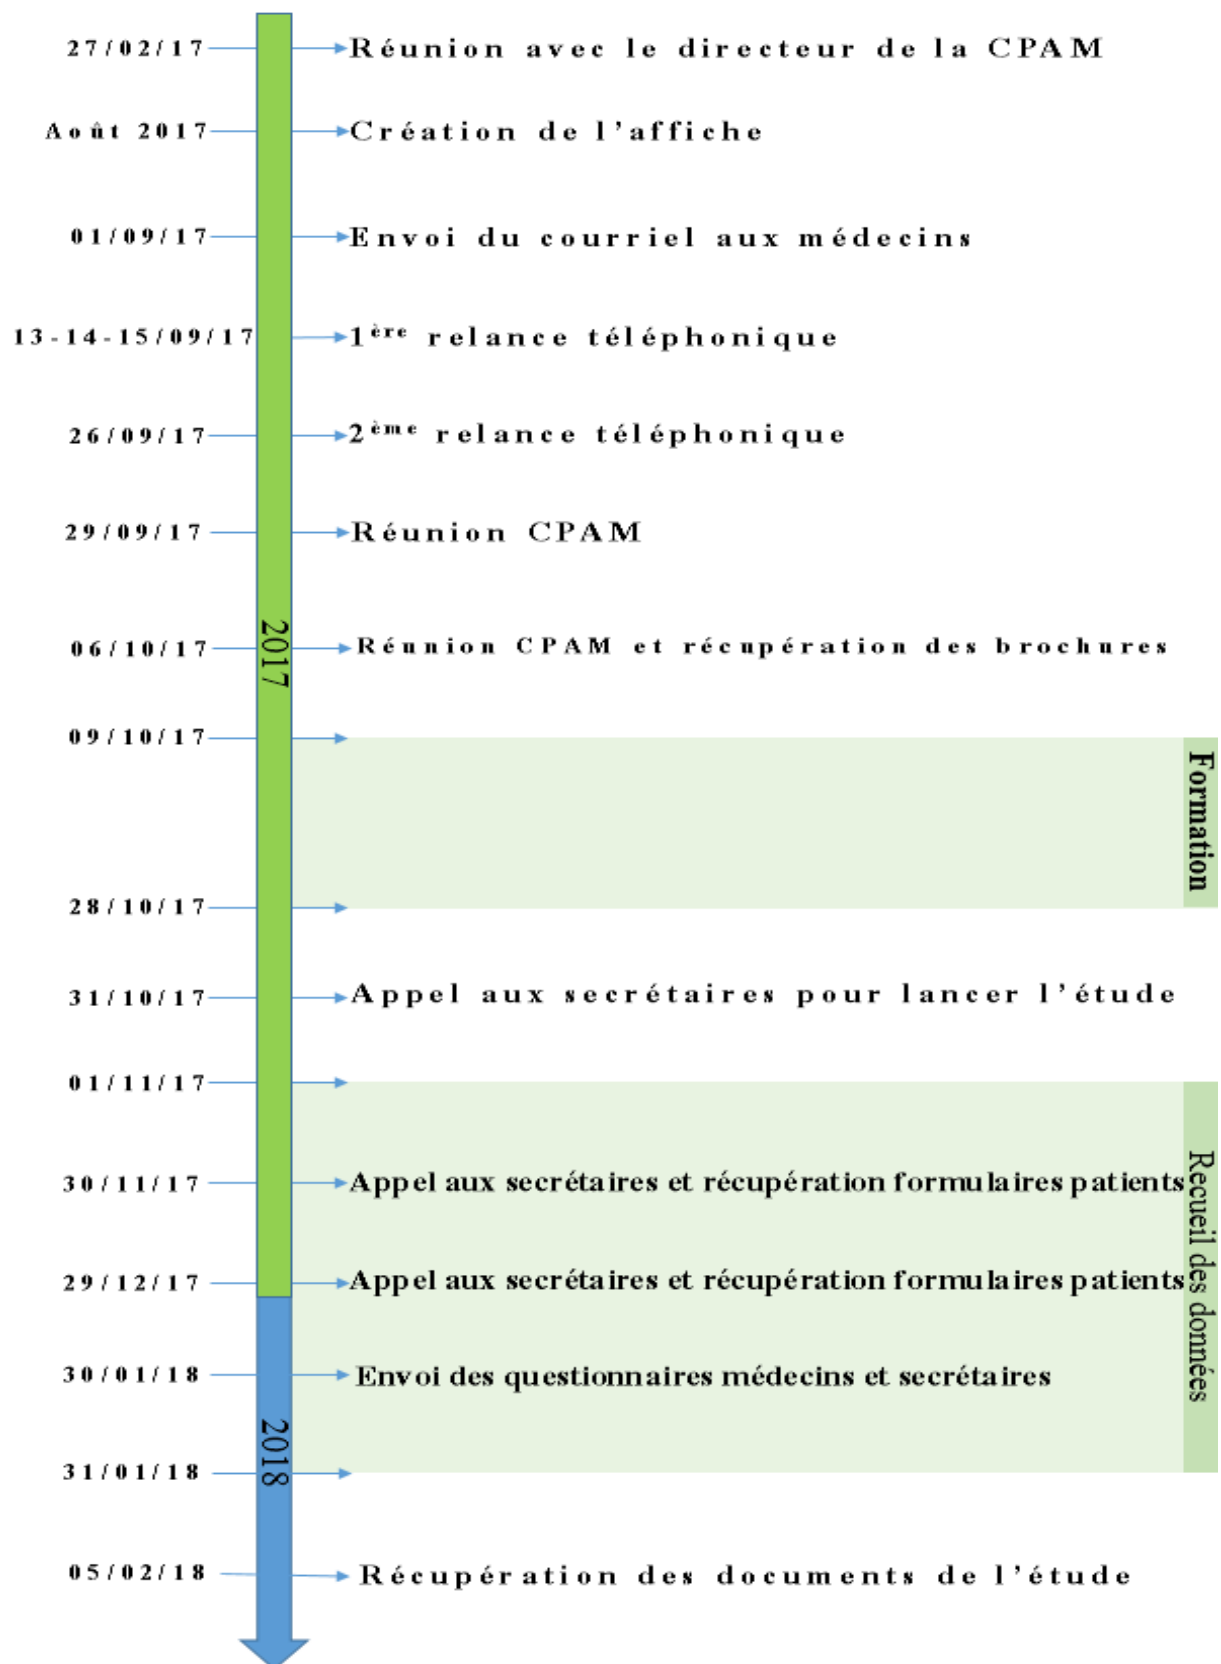 27/02/17 Réunion avec le directeur de la CPAM
Août 2017 Création de l'affiche
01/09/17 Envoi du courriel aux médecins
13-14-15/09/17 1ère relance téléphonique
26/09/17 2ème relance téléphonique
29/09/17 Réunion CPAM
2017
06/10/17 Réunion CPAM et récupération des brochures
09/10/17
Formation
28/10/17
31/10/17 Appel aux secrétaires pour lancer l'étude
01/11/17
Recueil des données
30/11/17 Appel aux secrétaires et récupération formulaires patients
29/12/17 Appel aux secrétaires et récupération formulaires patients
30/01/18 Envoi des questionnaires médecins et secrétaires
2018
31/01/18
05/02/18 Récupération des documents de l'étude